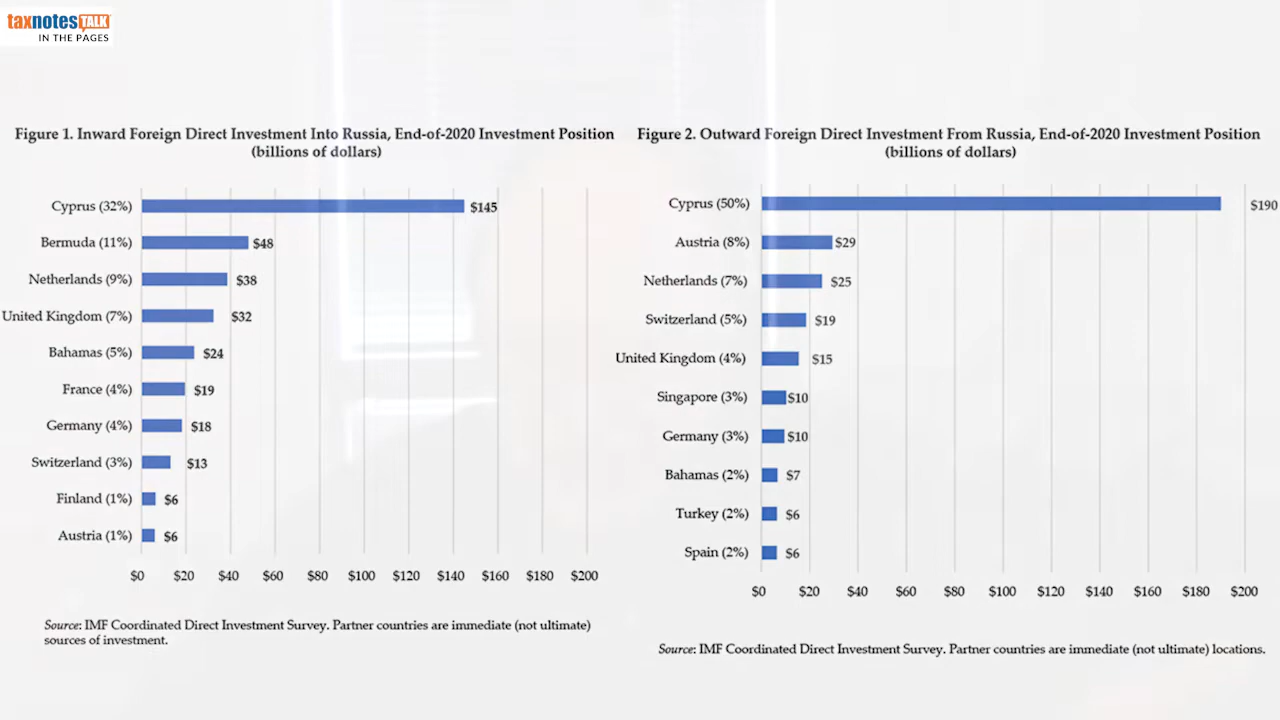 taxnotes TALK
IN THE PAGES
Figure 1. Inward Foreign Direct Investment Into Russia, End-of-2020 Investment Position
(billions of dollars)
Cyprus (32%) $145
Bermuda (11%) $48
Netherlands (9%) $38
United Kingdom (7%) $32
Bahamas (5%) $24
France (4%) $19
Germany (4%) $18
Switzerland (3%) $13
Finland (1%) $6
Austria (1%) $6
$0 $20 $40 $60 $80 $100 $120 $140 $160 $180 $200
Source: IMF Coordinated Direct Investment Survey. Partner countries are immediate (not ultimate)
sources of investment.
Figure 2. Outward Foreign Direct Investment From Russia, End-of-2020 Investment Position
(billions of dollars)
Cyprus (50%) $190
Austria (8%) $29
Netherlands (7%) $25
Switzerland (5%) $19
United Kingdom (4%) $15
Singapore (3%) $10
Germany (3%) $10
Bahamas (2%) $7
Turkey (2%) $6
Spain (2%) $6
$0 $20 $40 $60 $80 $100 $120 $140 $160 $180 $200
Source: IMF Coordinated Direct Investment Survey. Partner countries are immediate (not ultimate) locations.